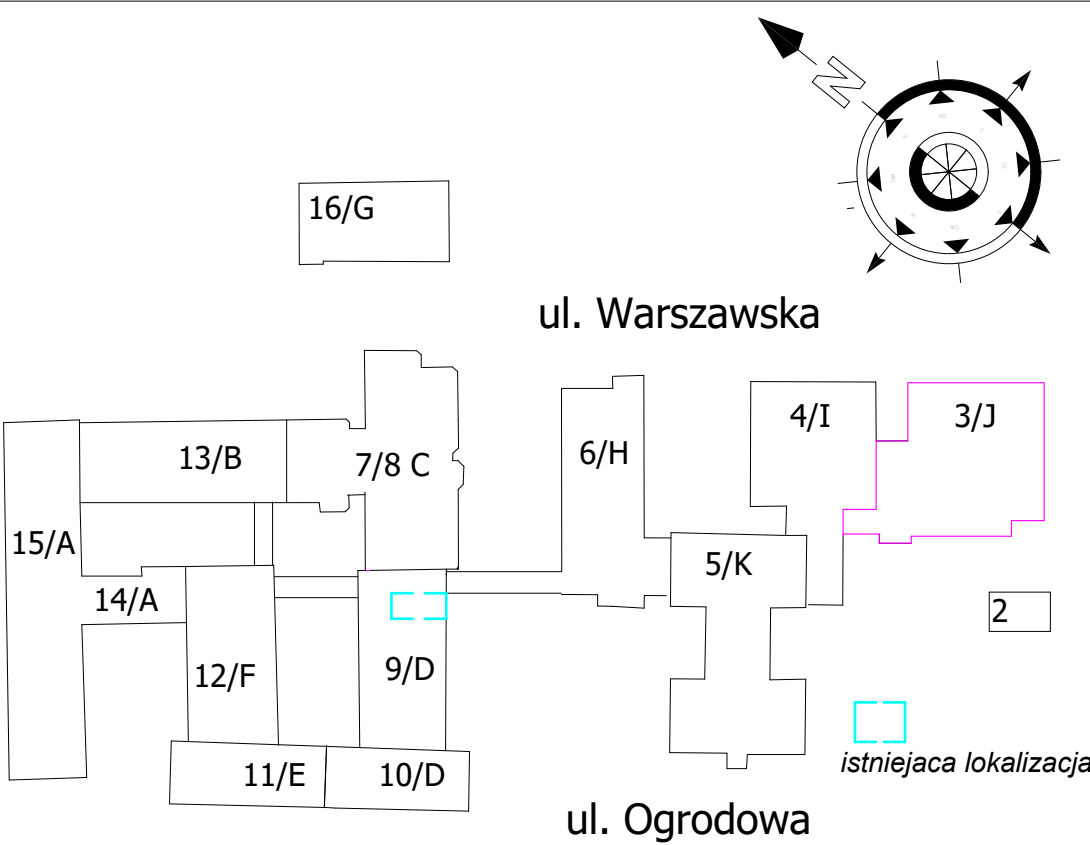 N
16/G
ul. Warszawska
4/I
3/J
13/B
7/8 C
6/H
15/A
5/K
14/A
2
12/F
9/D
11/E
10/D
istniejaca lokalizacja
ul. Ogrodowa